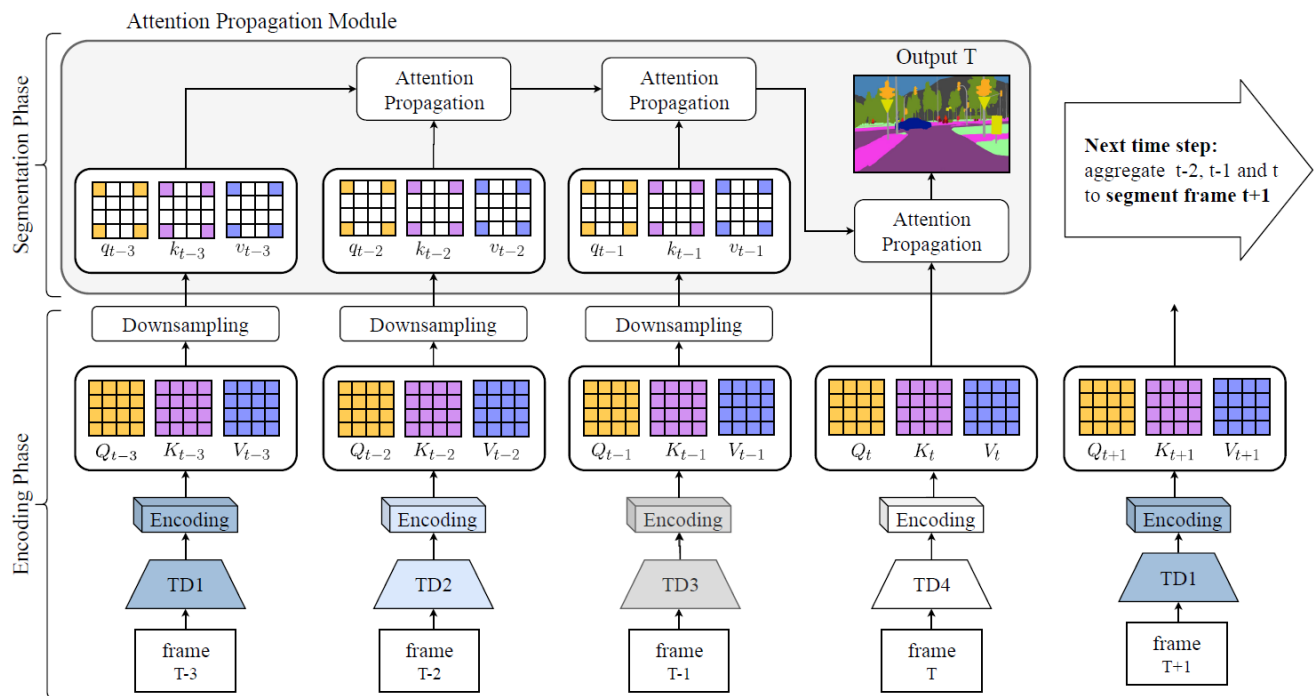 Attention Propagation Module
Segmentation Phase
Encoding Phase
Attention
Propagation
Attention
Propagation
Output T
Attention
Propagation
Next time step:
aggregate t-2, t-1 and t
to segment frame t+1
q_{t-3} k_{t-3} v_{t-3}
q_{t-2} k_{t-2} v_{t-2}
q_{t-1} k_{t-1} v_{t-1}
Downsampling
Downsampling
Downsampling
Q_{t-3} K_{t-3} V_{t-3}
Q_{t-2} K_{t-2} V_{t-2}
Q_{t-1} K_{t-1} V_{t-1}
Q_t K_t V_t
Q_{t+1} K_{t+1} V_{t+1}
Encoding
Encoding
Encoding
Encoding
Encoding
TD1
TD2
TD3
TD4
TD1
frame
T-3
frame
T-2
frame
T-1
frame
T
frame
T+1